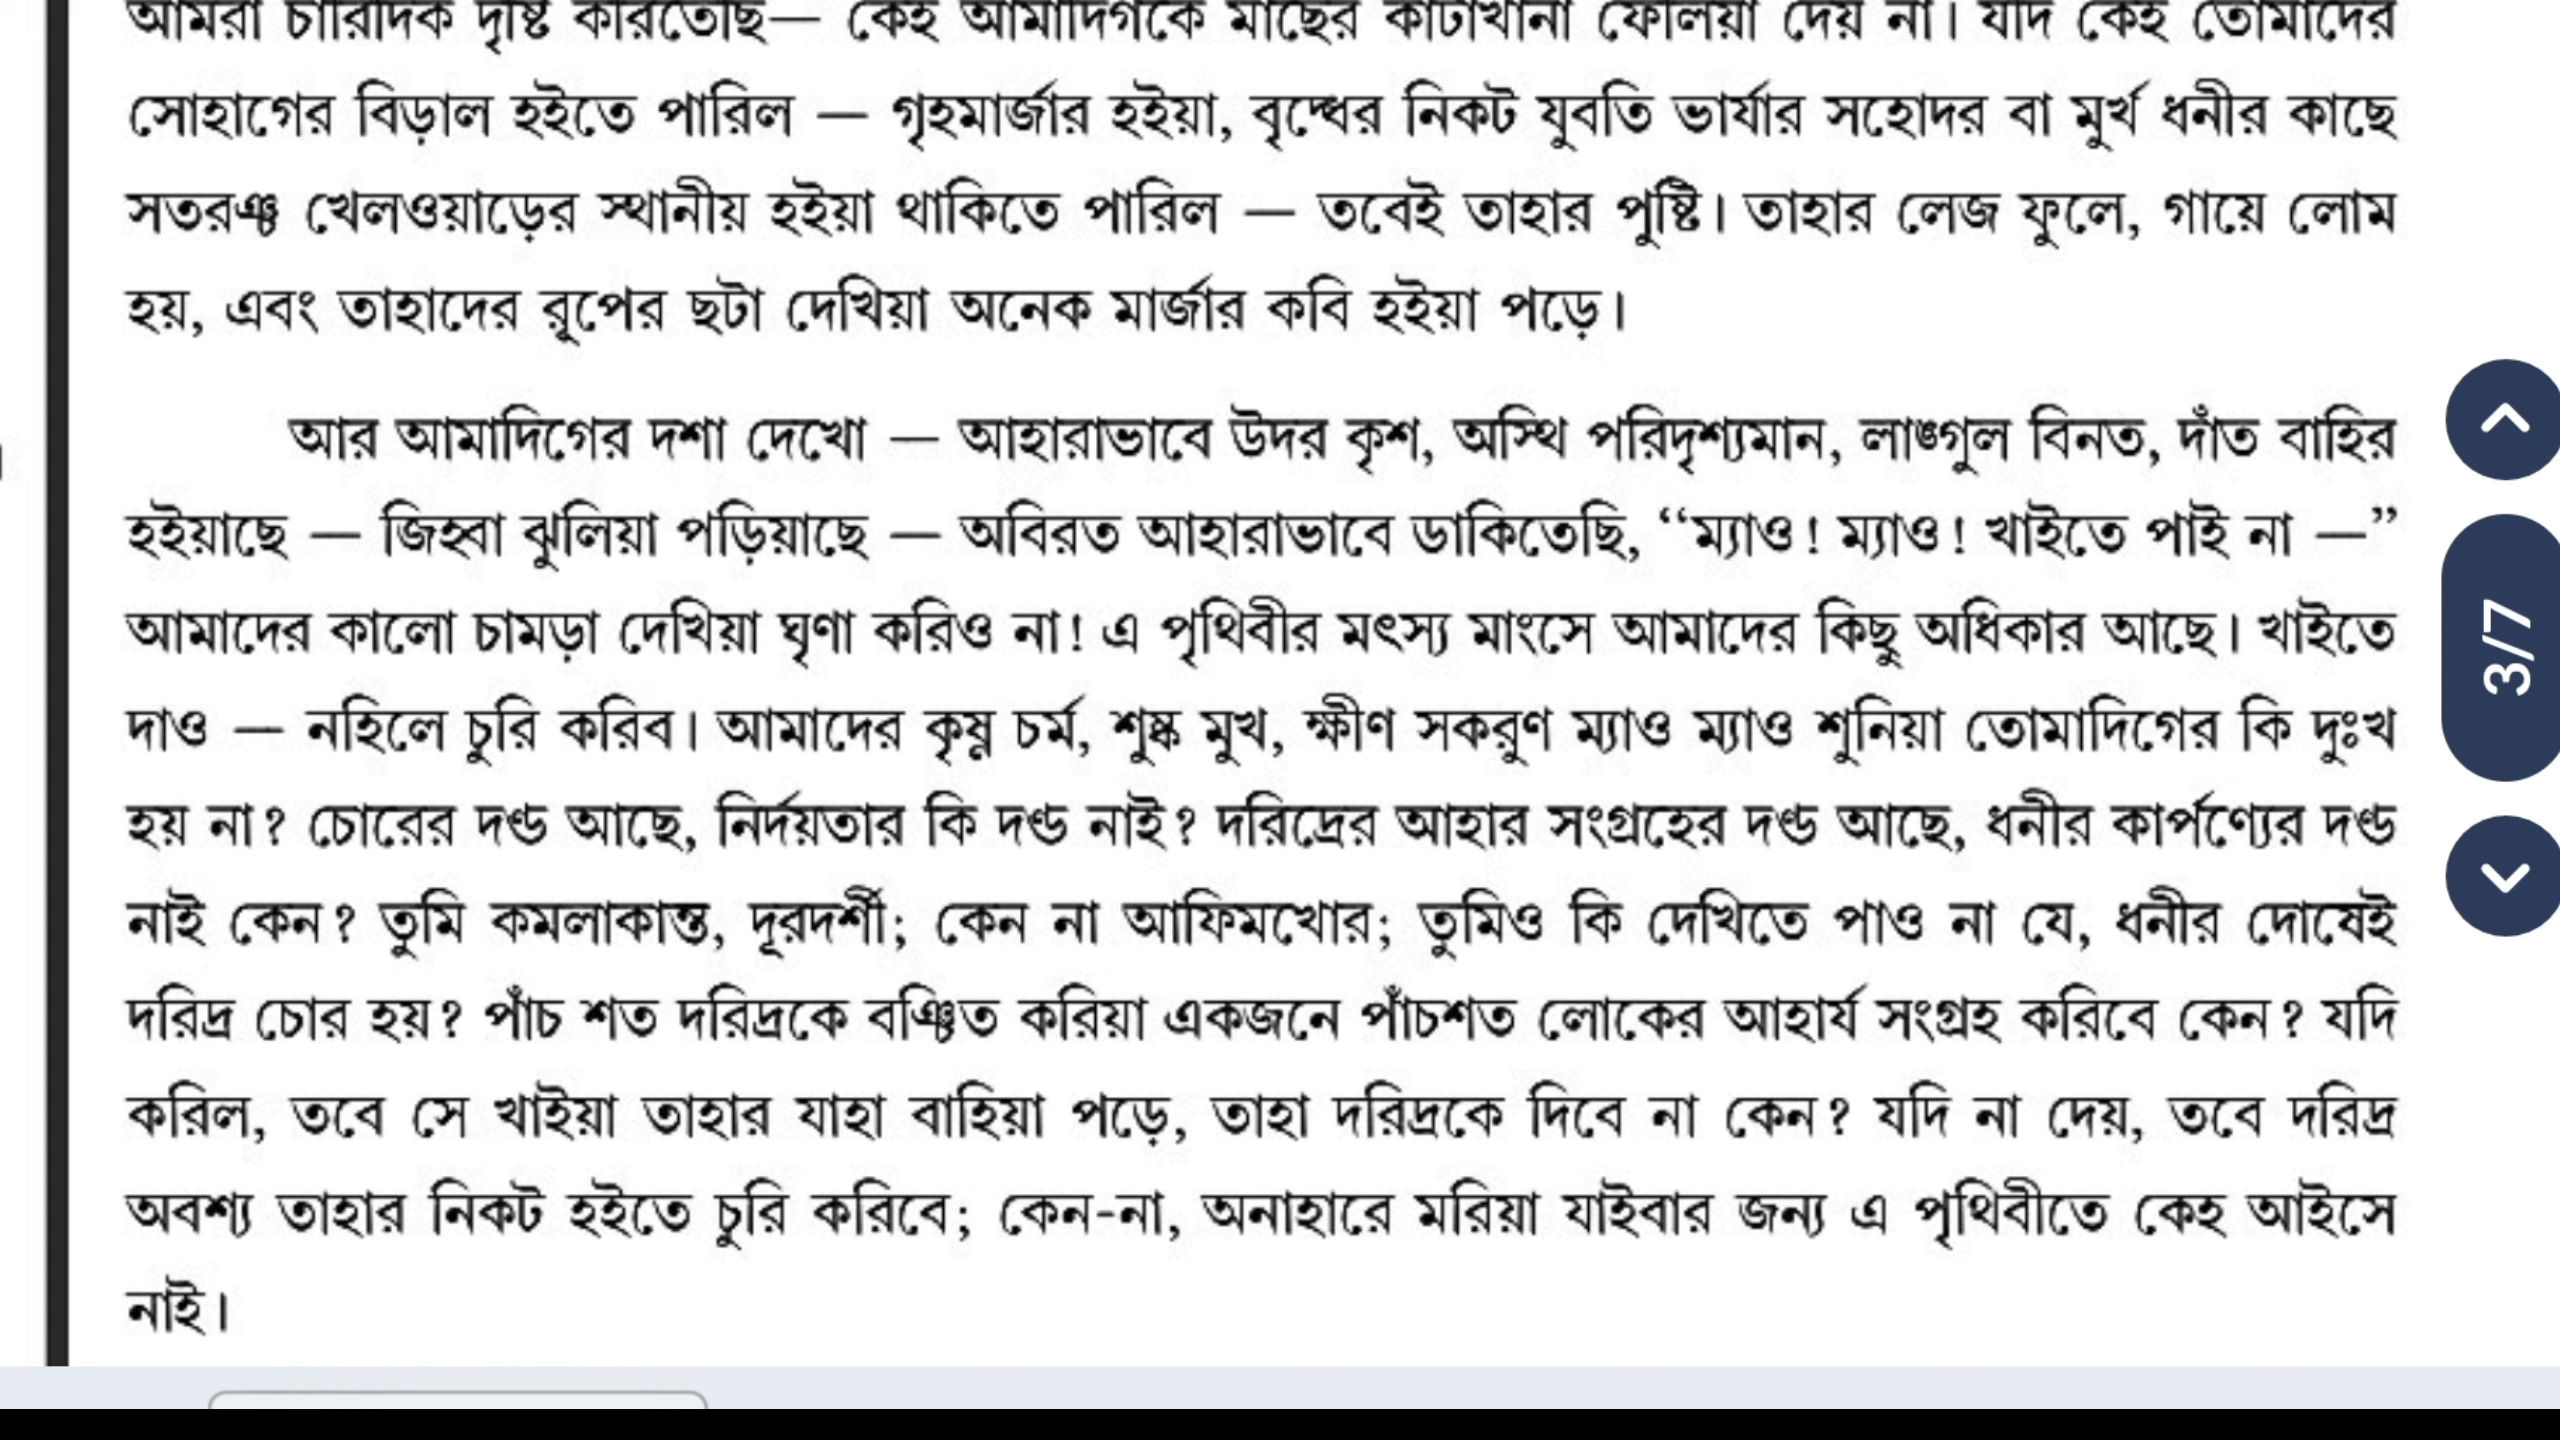 আমরা চারিদিক দৃষ্টি করিতেছি— কেহ আমাদিগকে মাছের কাঁটাখানা ফেলিয়া দেয় না। যদি কেহ তোমাদের
সোহাগের বিড়াল হইতে পারিল — গৃহমার্জার হইয়া, বৃদ্ধের নিকট যুবতি ভার্যার সহোদর বা মুর্খ ধনীর কাছে
সতরঞ্চ খেলওয়াড়ের স্থানীয় হইয়া থাকিতে পারিল — তবেই তাহার পুষ্টি। তাহার লেজ ফুলে, গায়ে লোম
হয়, এবং তাহাদের রূপের ছটা দেখিয়া অনেক মার্জার কবি হইয়া পড়ে।
আর আমাদিগের দশা দেখো — আহারাভাবে উদর কৃশ, অস্থি পরিদৃশ্যমান, লাঙ্গুল বিনত, দাঁত বাহির
হইয়াছে — জিহ্বা ঝুলিয়া পড়িয়াছে — অবিরত আহারাভাবে ডাকিতেছি, “ম্যাও! ম্যাও! খাইতে পাই না —”
আমাদের কালো চামড়া দেখিয়া ঘৃণা করিও না! এ পৃথিবীর মৎস্য মাংসে আমাদের কিছু অধিকার আছে। খাইতে
দাও — নহিলে চুরি করিব। আমাদের কৃষ্ণ চর্ম, শুষ্ক মুখ, ক্ষীণ সকরুণ ম্যাও ম্যাও শুনিয়া তোমাদিগের কি দুঃখ
হয় না? চোরের দণ্ড আছে, নির্দয়তার কি দণ্ড নাই? দরিদ্রের আহার সংগ্রহের দণ্ড আছে, ধনীর কার্পণ্যের দণ্ড
নাই কেন? তুমি কমলাকান্ত, দূরদর্শী; কেন না আফিমখোর; তুমিও কি দেখিতে পাও না যে, ধনীর দোষেই
দরিদ্র চোর হয়? পাঁচ শত দরিদ্রকে বঞ্চিত করিয়া একজনে পাঁচশত লোকের আহার্য সংগ্রহ করিবে কেন? যদি
করিল, তবে সে খাইয়া তাহার যাহা বাহিয়া পড়ে, তাহা দরিদ্রকে দিবে না কেন? যদি না দেয়, তবে দরিদ্র
অবশ্য তাহার নিকট হইতে চুরি করিবে; কেন-না, অনাহারে মরিয়া যাইবার জন্য এ পৃথিবীতে কেহ আইসে
নাই।
3/7